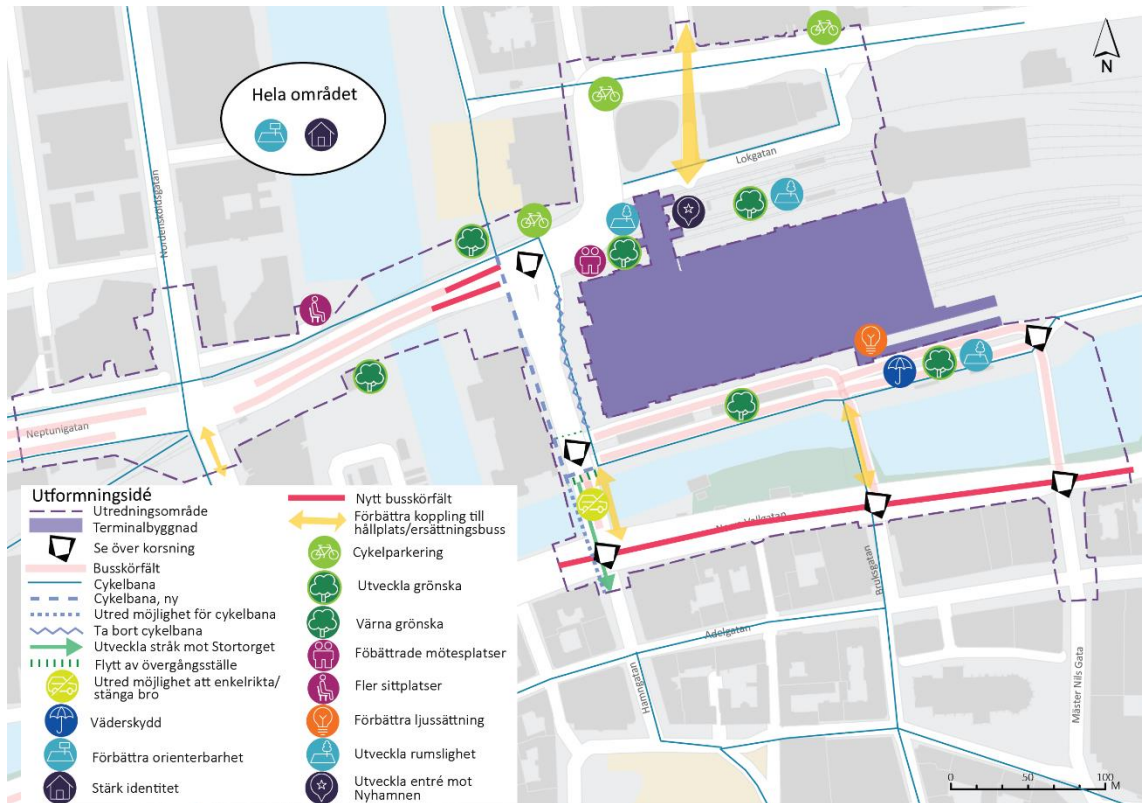 N
Hela området
Lokgatan
Nordenskiöldsgatan
Neptunigatan
Norra Vallgatan
Bruksgatan
Adelgatan
Hamngatan
Mäster Nils Gata
Utformningsidé
Utredningsområde
Terminalbyggnad
Se över korsning
Busskörfält
Cykelbana
Cykelbana, ny
Utred möjlighet för cykelbana
Ta bort cykelbana
Utveckla stråk mot Stortorget
Flytt av övergångsställe
Utred möjlighet att enkelrikta/
stänga bro
Väderskydd
Förbättra orienterbarhet
Stärk identitet
Nytt busskörfält
Förbättra koppling till
hållplats/ersättningsbuss
Cykelparkering
Utveckla grönska
Värna grönska
Föbättrade mötesplatser
Fler sittplatser
Förbättra ljussättning
Utveckla rumslighet
Utveckla entré mot
Nyhamnen
0 50 100
M